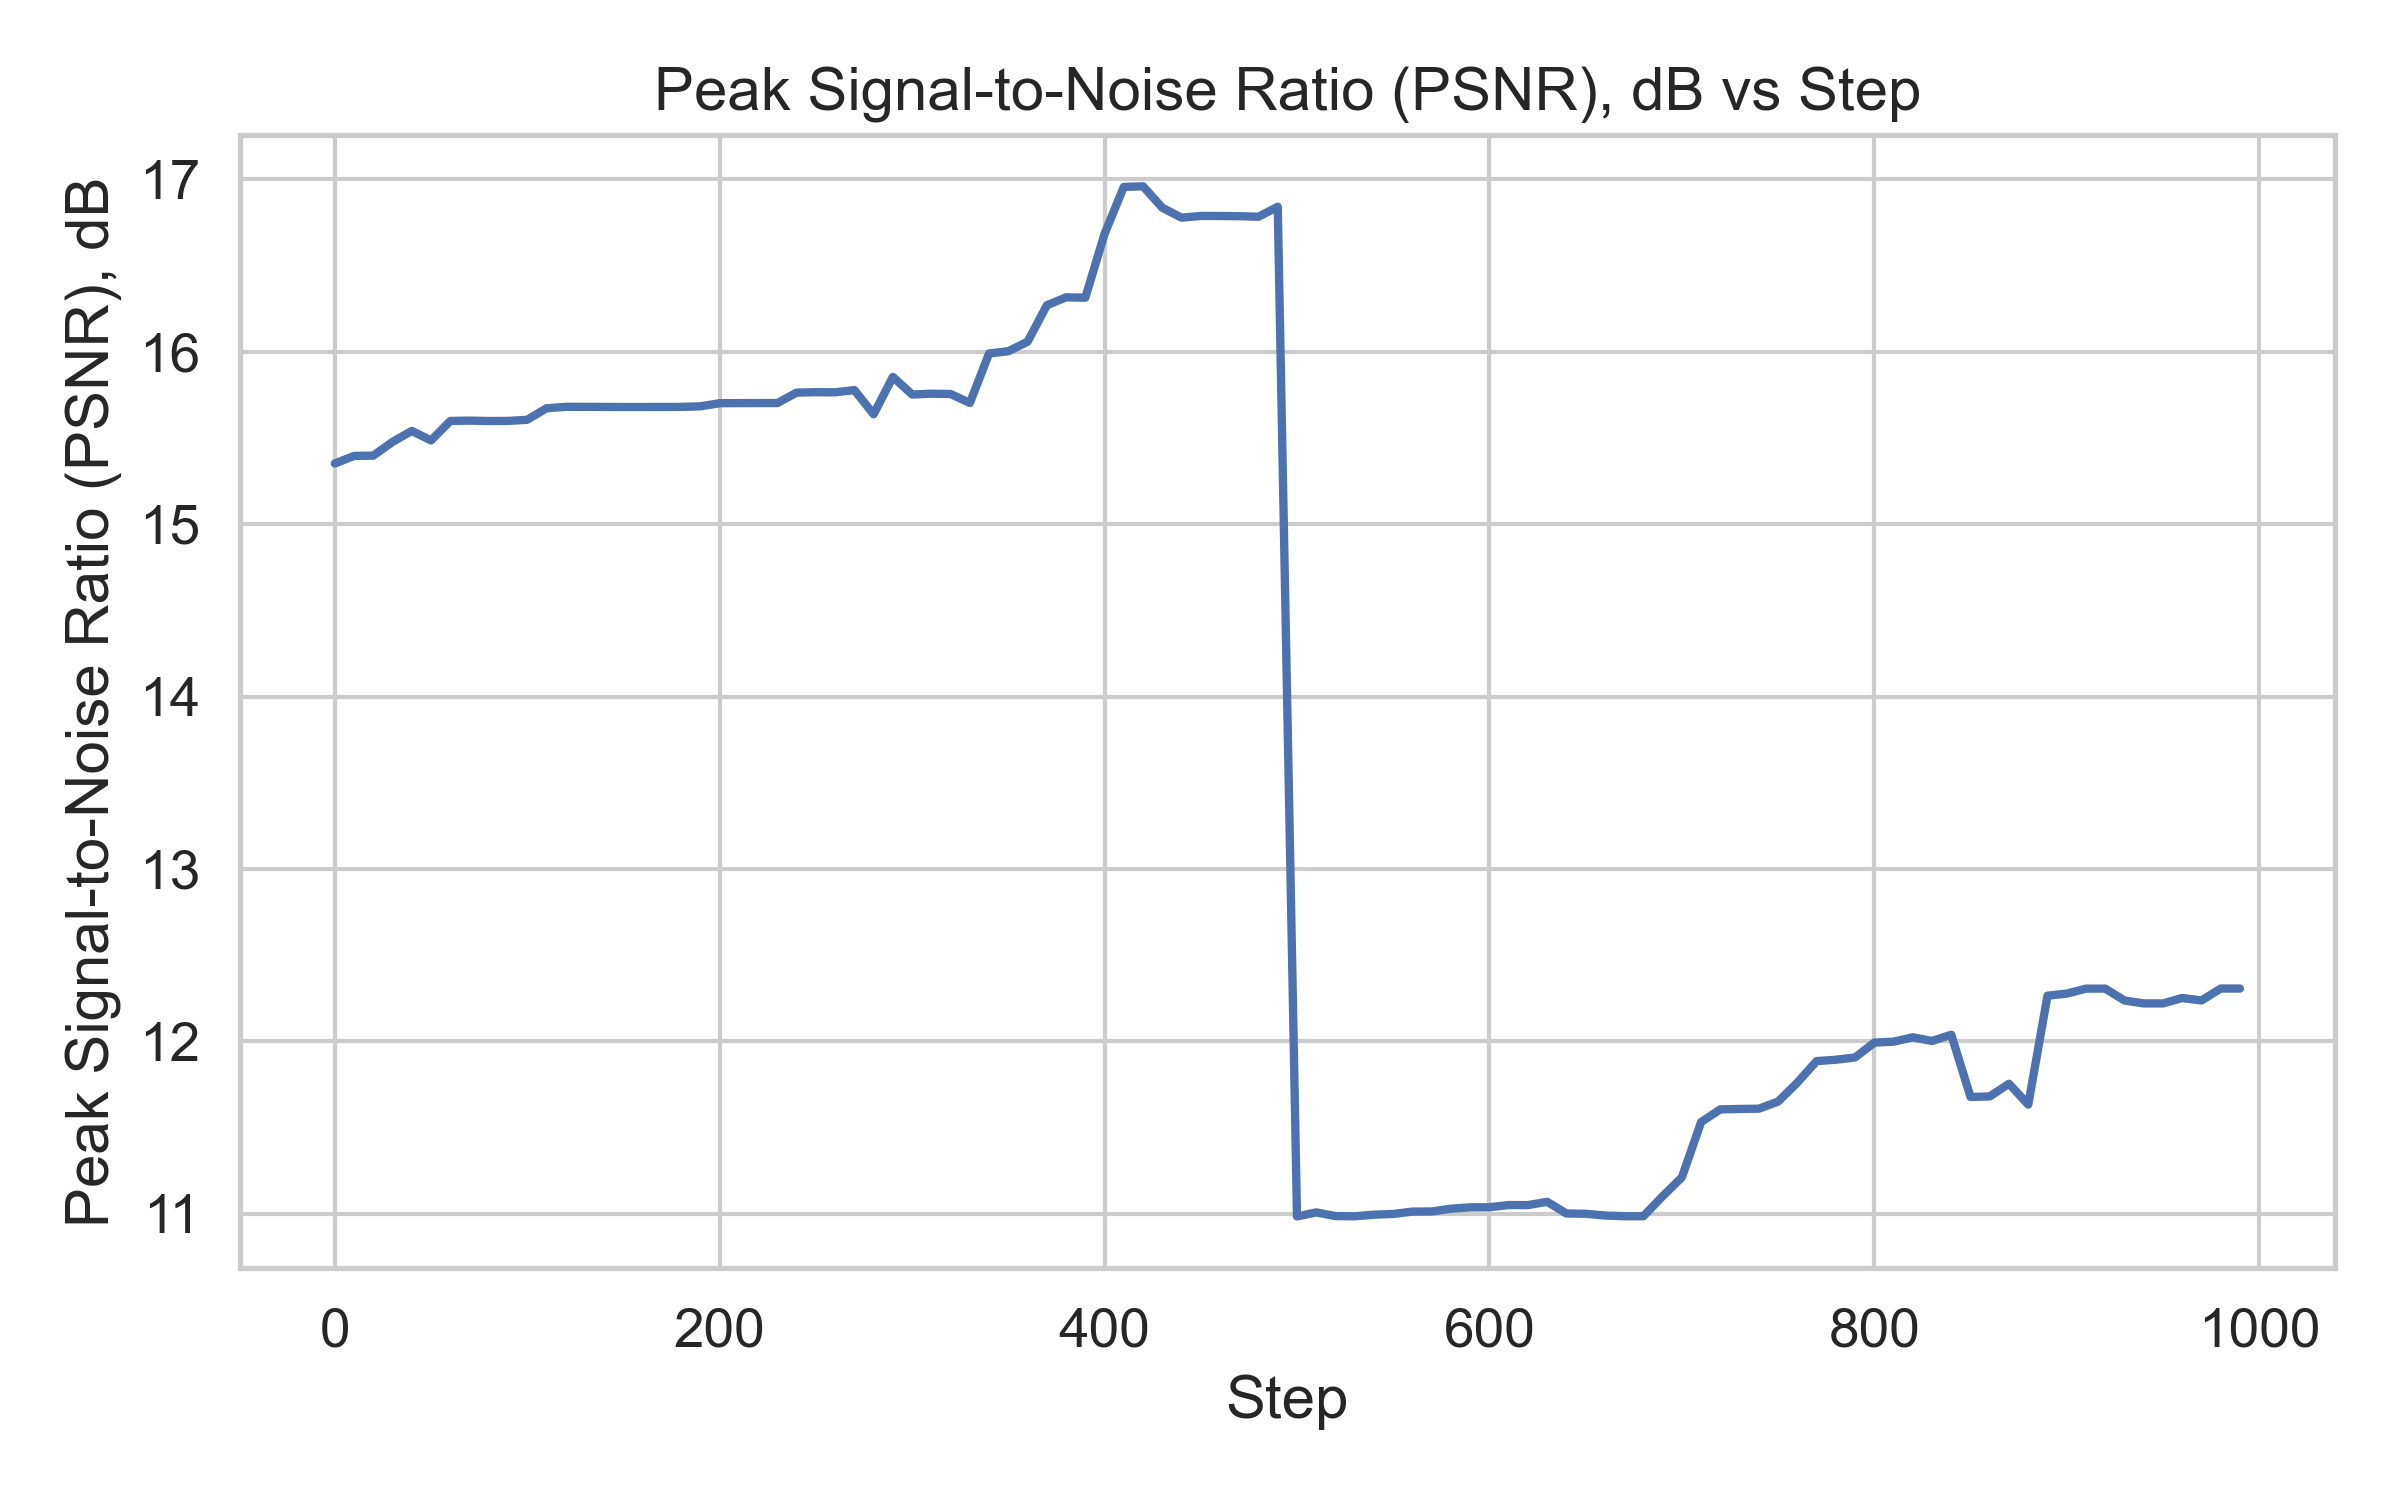 Peak Signal-to-Noise Ratio (PSNR), dB vs Step
Peak Signal-to-Noise Ratio (PSNR), dB
17
16
15
14
13
12
11
0 200 400 600 800 1000
Step